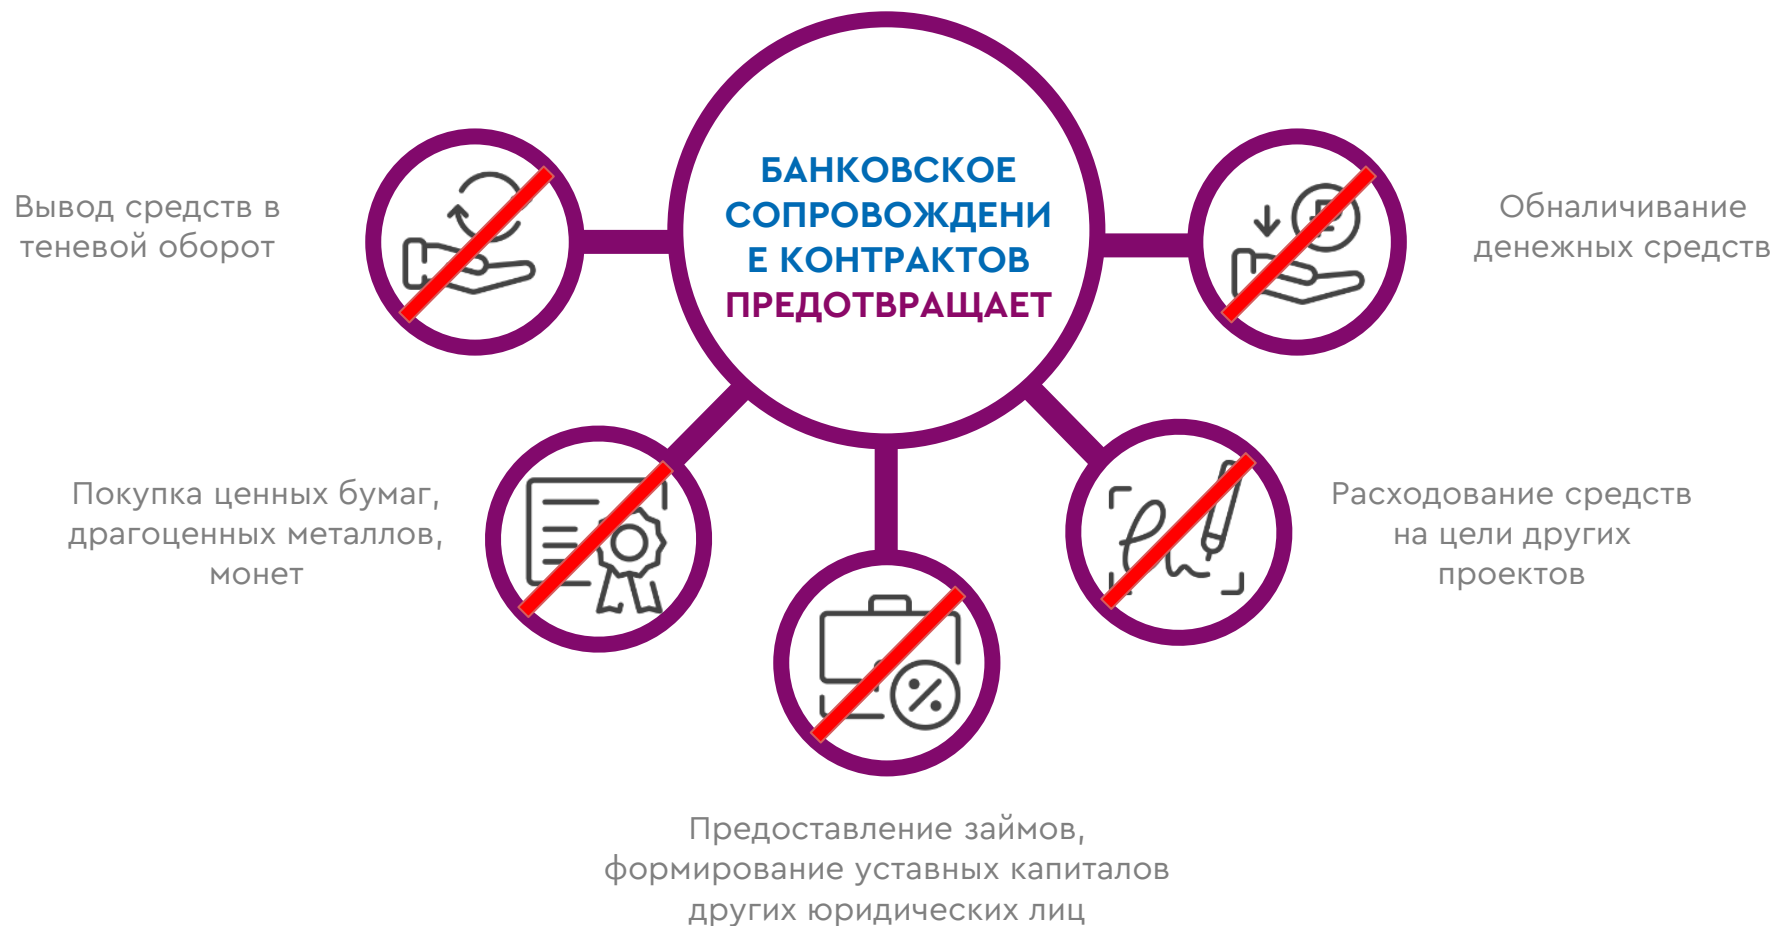 БАНКОВСКОЕ
СОПРОВОЖДЕНИ
Е КОНТРАКТОВ
ПРЕДОТВРАЩАЕТ
Вывод средств в
теневой оборот
Обналичивание
денежных средств
Покупка ценных бумаг,
драгоценных металлов,
монет
Расходование средств
на цели других
проектов
Предоставление займов,
формирование уставных капиталов
других юридических лиц